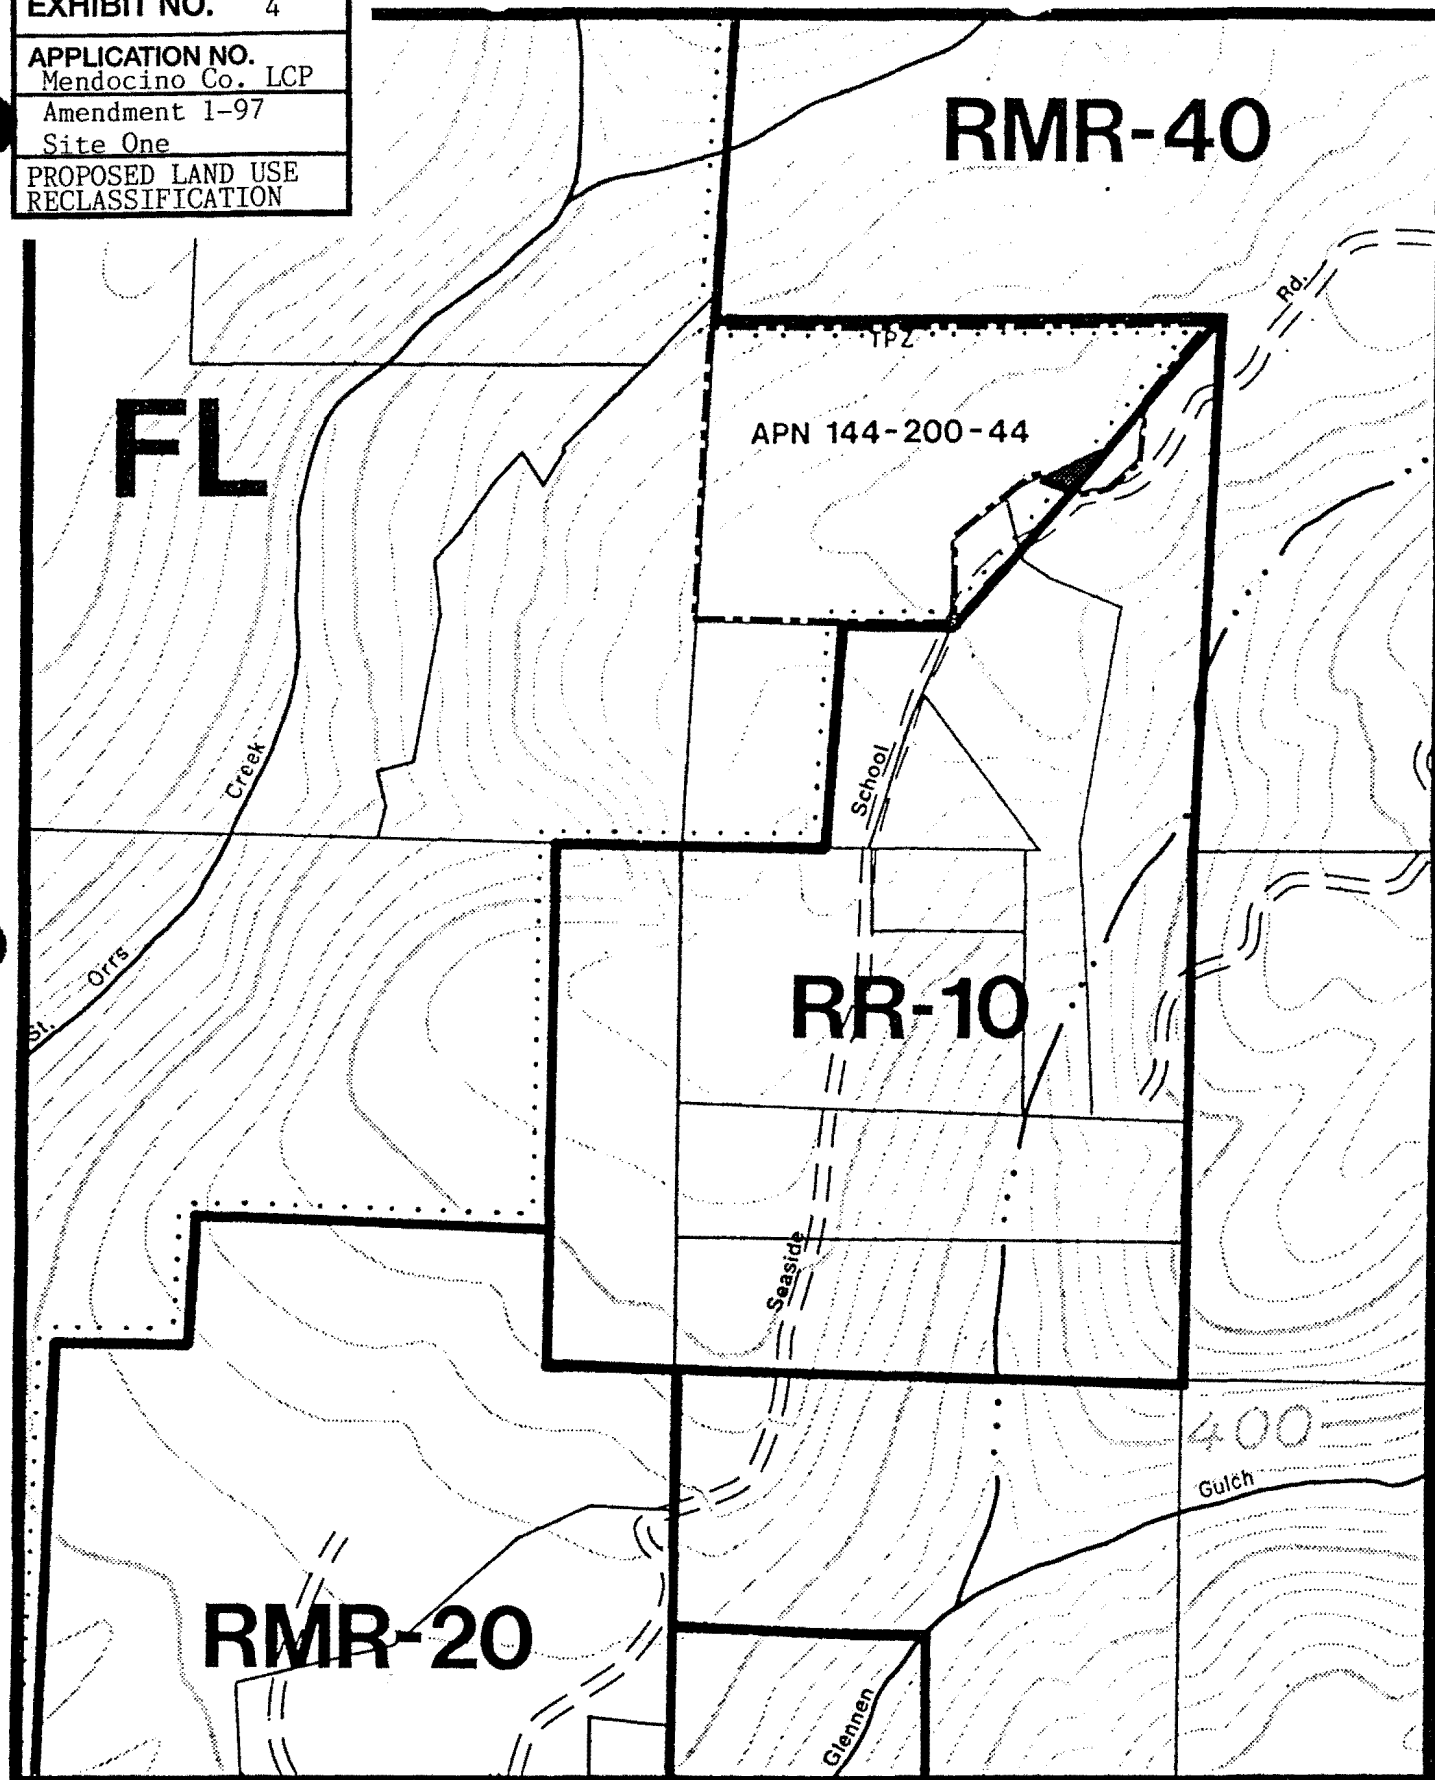 EXHIBIT NO. 4
APPLICATION NO.
Mendocino Co. LCP
Amendment 1-97
Site One
PROPOSED LAND USE
RECLASSIFICATION
RMR-40
Rd.
TPZ
FL
APN 144-200-44
Creek
School
Orrs
St.
RR-10
Seaside
400
Gulch
RMR-20
Glennen